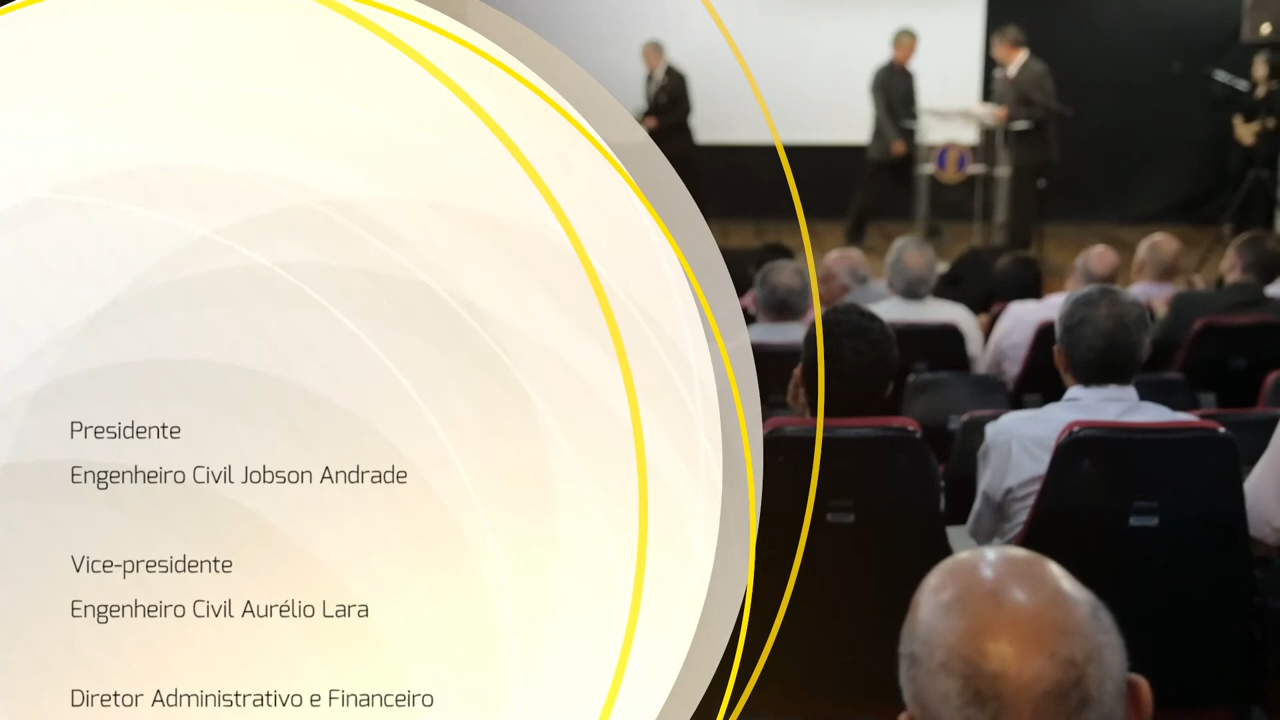 Presidente
Engenheiro Civil Jobson Andrade
Vice-presidente
Engenheiro Civil Aurélio Lara
Diretor Administrativo e Financeiro